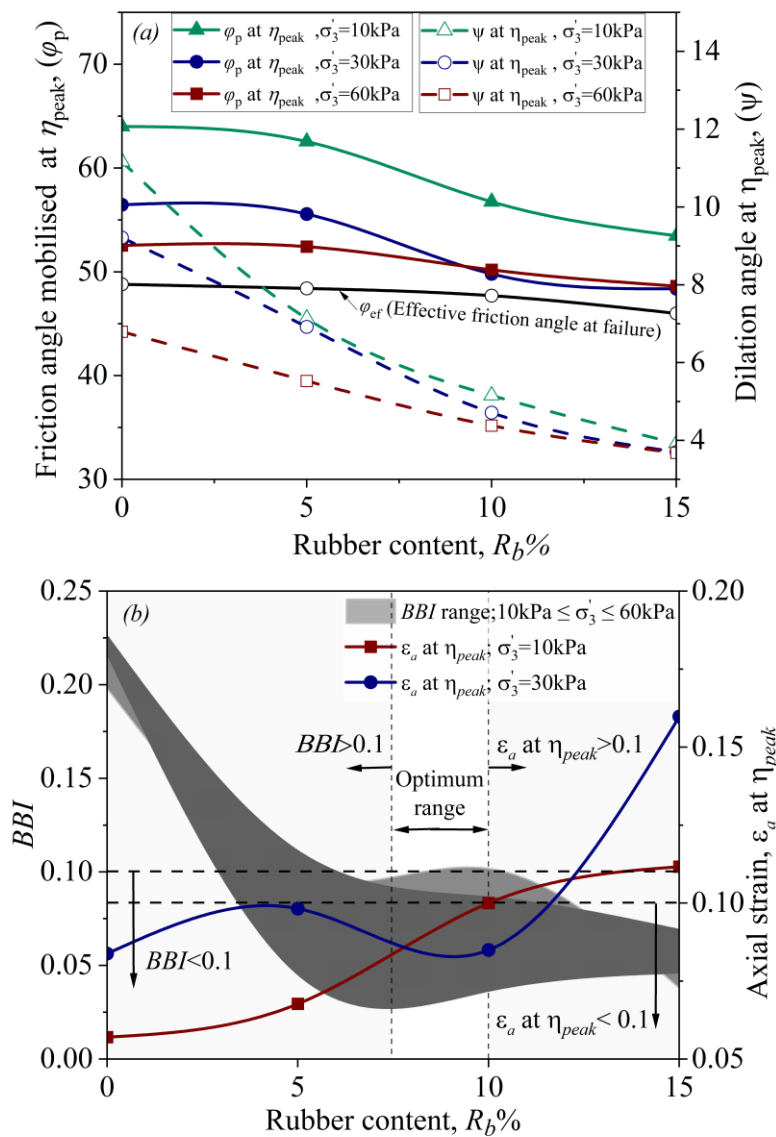 (a)
φp at ηpeak ,σ'3=10kPa
φp at ηpeak ,σ'3=30kPa
φp at ηpeak ,σ'3=60kPa
ψ at ηpeak , σ'3=10kPa
ψ at ηpeak , σ'3=30kPa
ψ at ηpeak , σ'3=60kPa
Friction angle mobilised at ηpeak, (φp)
70
60
50
40
30
Dilation angle at ηpeak, (ψ)
14
12
10
8
6
4
φef (Effective friction angle at failure)
0
5
10
15
Rubber content, Rb%
(b)
BBI range;10kPa ≤ σ'3 ≤ 60kPa
εa at ηpeak; σ'3=10kPa
εa at ηpeak; σ'3=30kPa
BBI
0.25
0.20
0.15
0.10
0.05
0.00
Axial strain, εa at ηpeak
0.20
0.15
0.10
0.05
BBI>0.1
εa at ηpeak>0.1
Optimum
range
BBI<0.1
εa at ηpeak< 0.1
0
5
10
15
Rubber content, Rb%